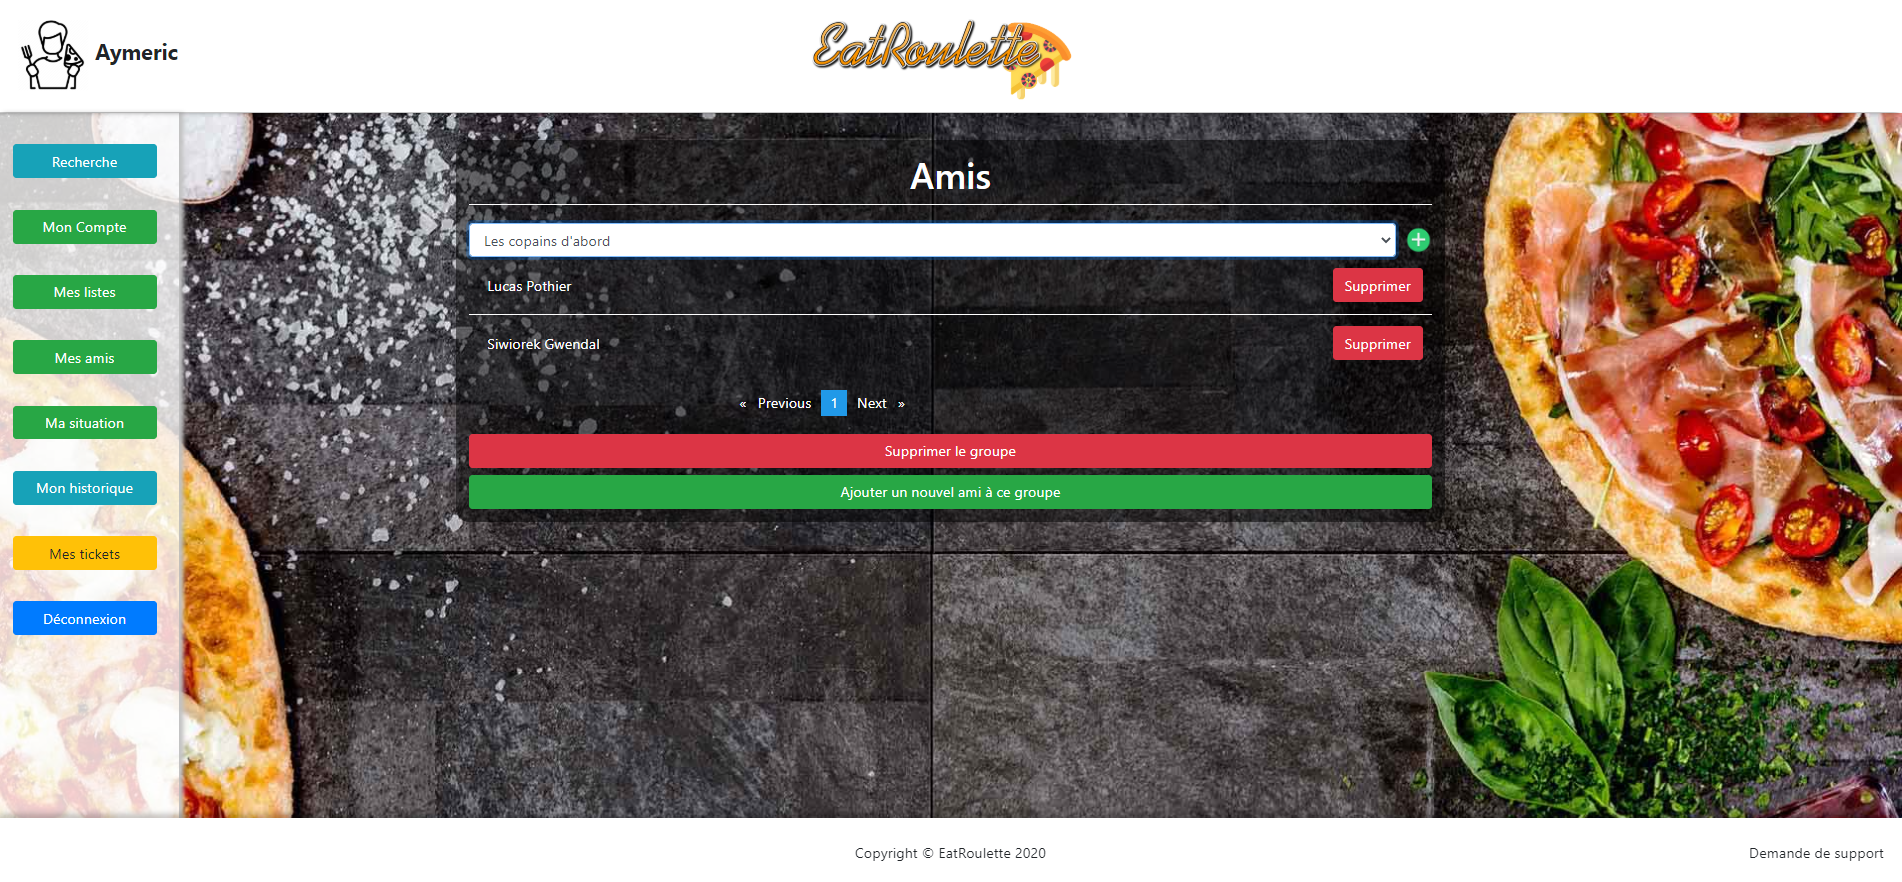 Aymeric
EatRoulette
Recherche
Mon Compte
Mes listes
Mes amis
Ma situation
Mon historique
Mes tickets
Déconnexion
Amis
Les copains d'abord
Lucas Pothier
Supprimer
Siwiorek Gwendal
Supprimer
« Previous 1 Next »
Supprimer le groupe
Ajouter un nouvel ami à ce groupe
Copyright © EatRoulette 2020
Demande de support